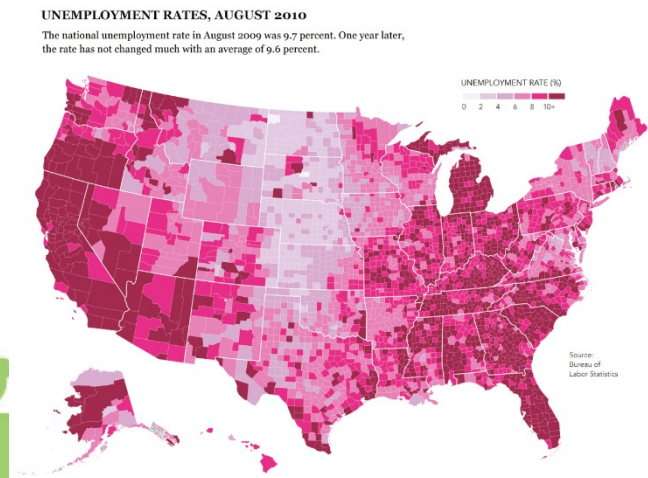 UNEMPLOYMENT RATES, AUGUST 2010
The national unemployment rate in August 2009 was 9.7 percent. One year later,
the rate has not changed much with an average of 9.6 percent.
UNEMPLOYMENT RATE (%)
0 2 4 6 8 10+
Source:
Bureau of
Labor Statistics